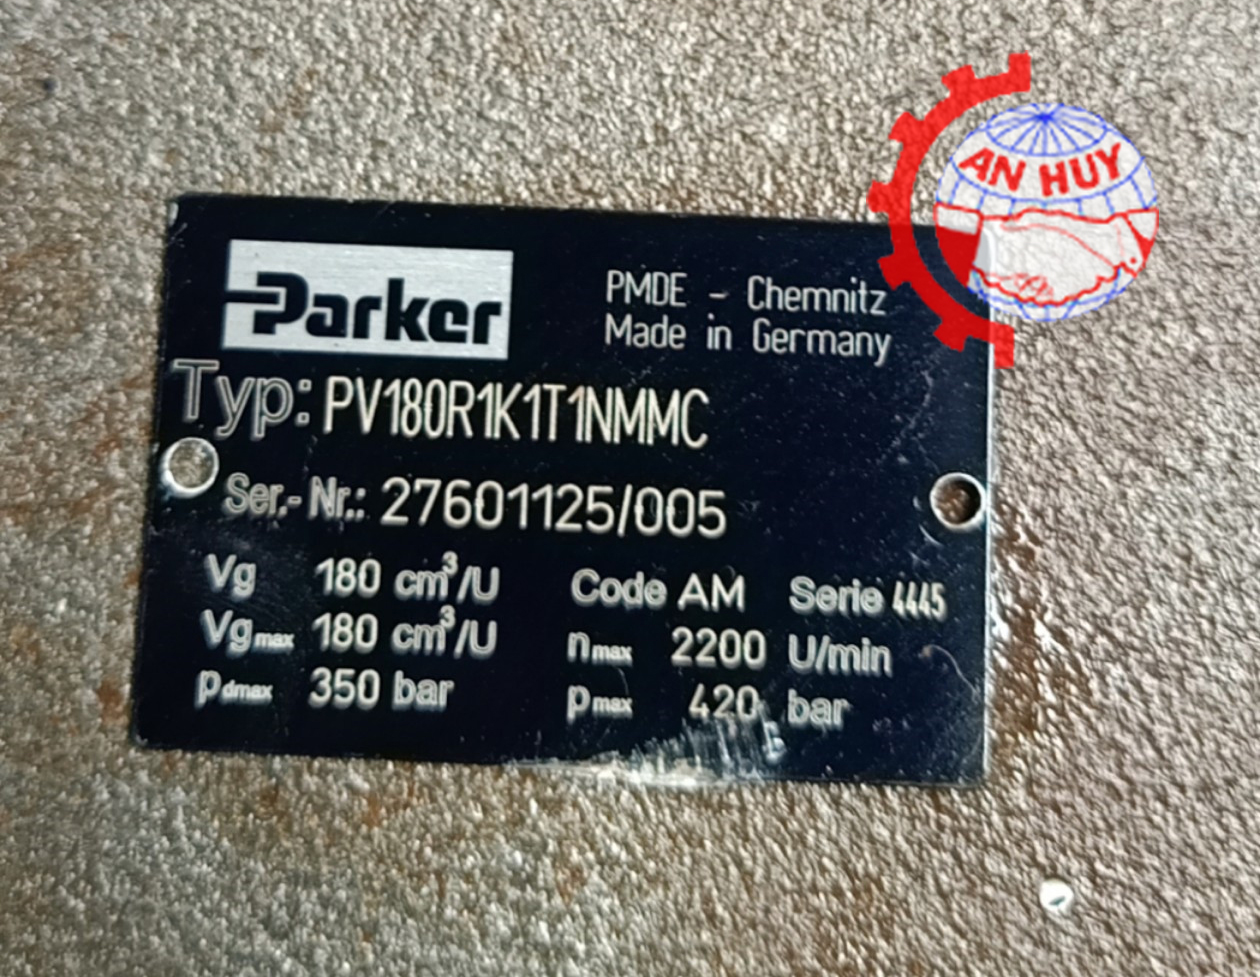 AN HUY
Parker
PMDE - Chemnitz
Made in Germany
Typ: PV180R1K1T1NMMC
Ser.-Nr.: 27601125/005
Vg 180 cm³/U Code AM Serie 4445
Vgmax 180 cm³/U nmax 2200 U/min
pdmax 350 bar pmax 420 bar